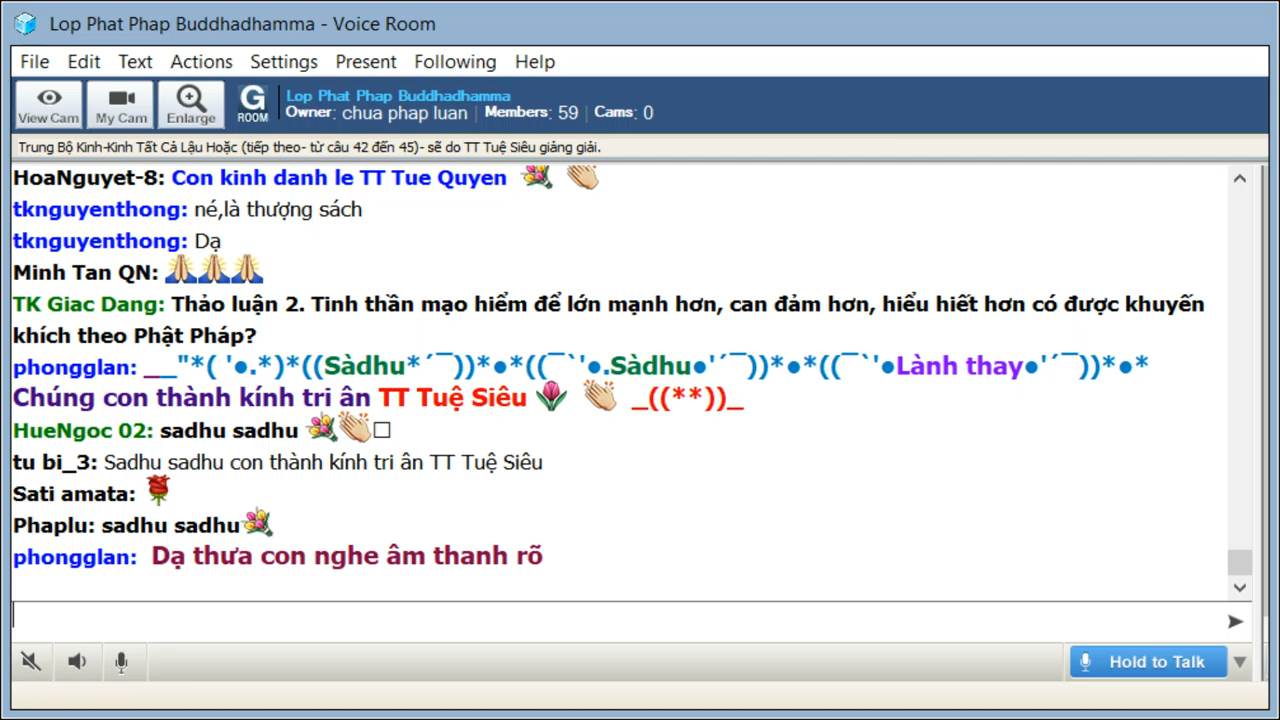 Lop Phat Phap Buddhadhamma - Voice Room
File Edit Text Actions Settings Present Following Help
View Cam My Cam Enlarge G ROOM Lop Phat Phap Buddhadhamma
Owner: chua phap luan | Members: 59 | Cams: 0
Trung Bộ Kinh-Kinh Tất Cả Lậu Hoặc (tiếp theo- từ câu 42 đến 45)- sẽ do TT Tuệ Siêu giảng giải.
HoaNguyet-8: Con kinh danh le TT Tue Quyen
tknguyenthong: né,là thượng sách
tknguyenthong: Dạ
Minh Tan QN:
TK Giac Dang: Thảo luận 2. Tinh thần mạo hiểm để lớn mạnh hơn, can đảm hơn, hiểu hiết hơn có được khuyến
khích theo Phật Pháp?
phongglan: __"*( '●.*)*((Sàdhu*´¯))*●*((¯`'●.Sàdhu●'´¯))*●*((¯`'●Lành thay●'´¯))*●*
Chúng con thành kính tri ân TT Tuệ Siêu _((**))_
HueNgoc 02: sadhu sadhu □
tu bi_3: Sadhu sadhu con thành kính tri ân TT Tuệ Siêu
Sati amata:
Phaplu: sadhu sadhu
phongglan: Dạ thưa con nghe âm thanh rõ
Hold to Talk